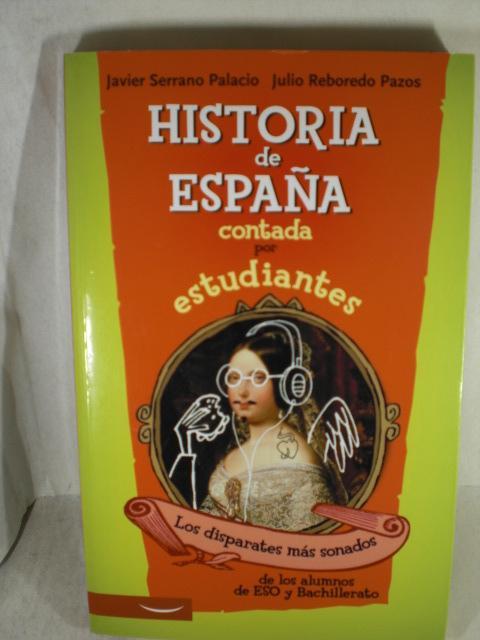 Javier Serrano Palacio Julio Reboredo Pazos
HISTORIA
de
ESPAÑA
contada
por
estudiantes
Los disparates más sonados
de los alumnos
de ESO y Bachillerato